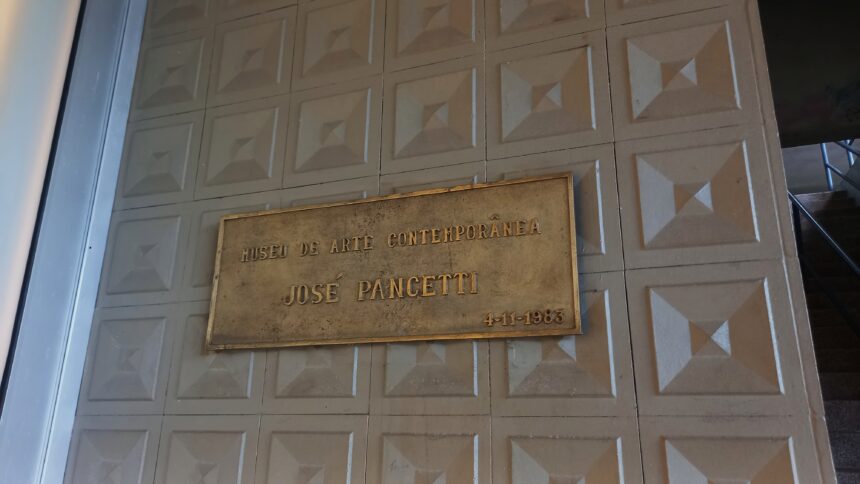 MUSEU DE ARTE CONTEMPORÂNEA
JOSÉ PANCETTI
4-11-1983